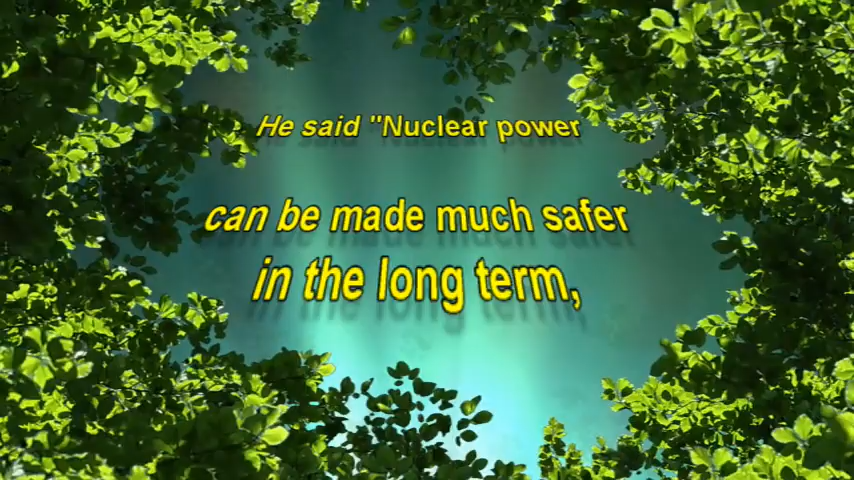 He said "Nuclear power
can be made much safer
in the long term,